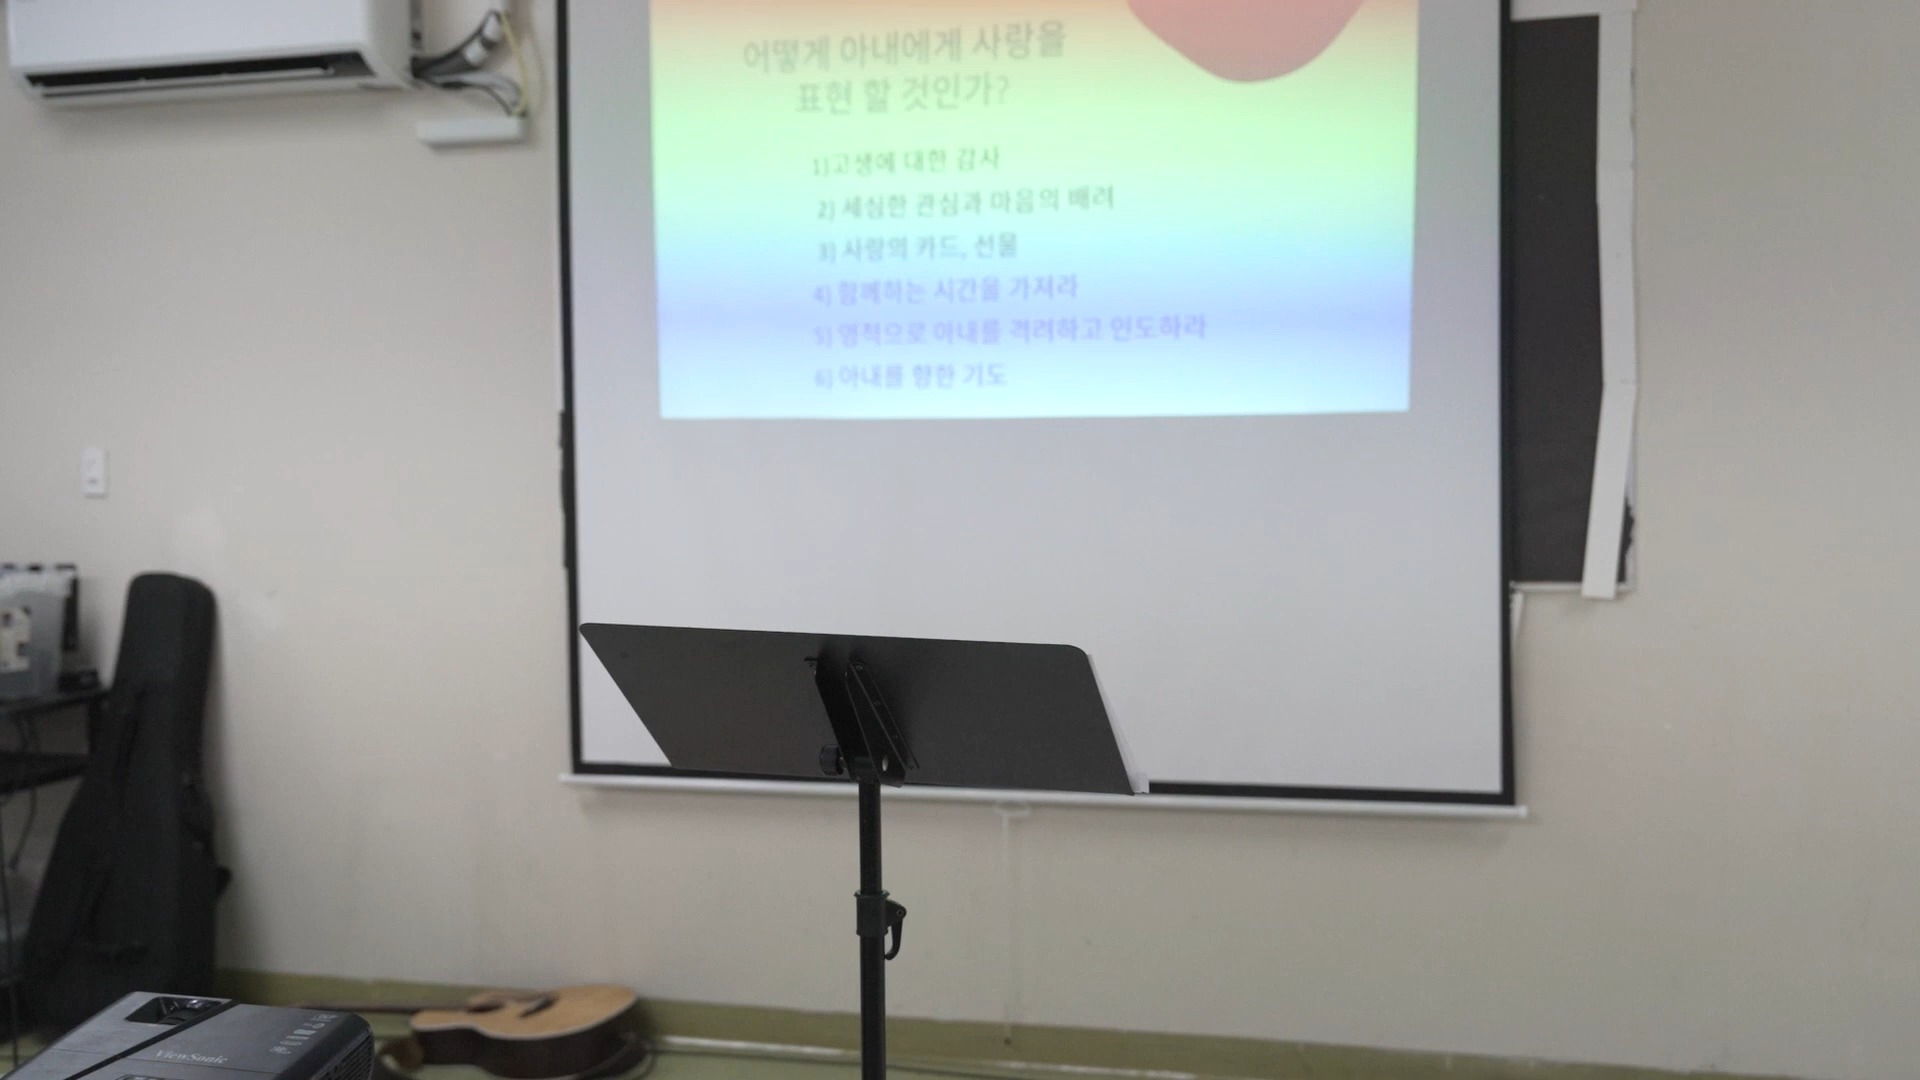 어떻게 아내에게 사랑을
표현 할 것인가?
1)고생에 대한 감사
2) 세심한 관심과 마음의 배려
3) 사랑의 카드, 선물
4) 함께하는 시간을 가져라
5) 영적으로 아내를 격려하고 인도하라
6) 아내를 향한 기도
ViewSonic